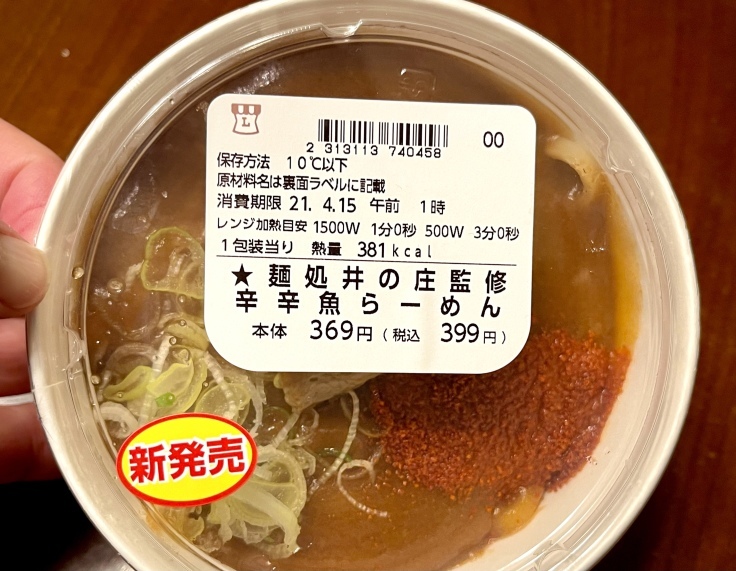 L
00
2 313113 740458
保存方法 10℃以下
原材料名は裏面ラベルに記載
消費期限 21. 4.15 午前 1時
レンジ加熱目安 1500W 1分0秒 500W 3分0秒
1包装当り 熱量 381kcal
★麺処井の庄監修
辛辛魚らーめん
本体 369円 (税込 399円)
新発売